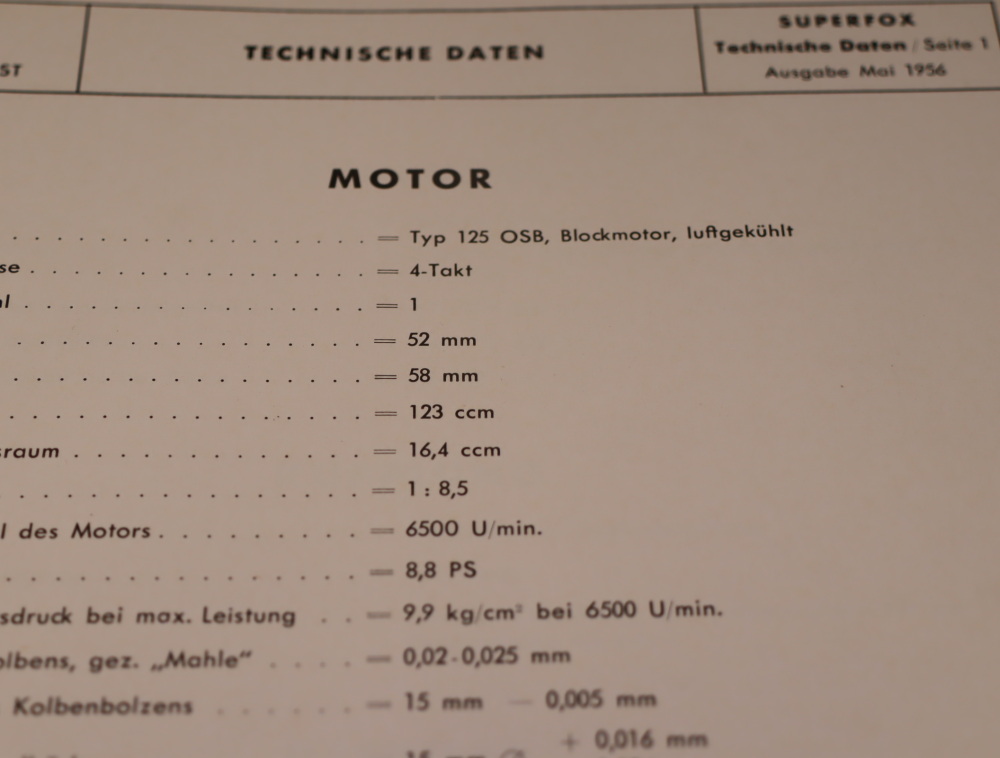 ST
TECHNISCHE DATEN
SUPERFOX
Technische Daten / Seite 1
Ausgabe Mai 1956
MOTOR
. . . . . . . . . . . . . . . . = Typ 125 OSB, Blockmotor, luftgekühlt
se . . . . . . . . . . . . . . . = 4-Takt
l . . . . . . . . . . . . . . . = 1
. . . . . . . . . . . . . . . = 52 mm
. . . . . . . . . . . . . . . = 58 mm
. . . . . . . . . . . . . . . = 123 ccm
sraum . . . . . . . . . . . . . = 16,4 ccm
. . . . . . . . . . . . . . . = 1 : 8,5
l des Motors . . . . . . . . . = 6500 U/min.
. . . . . . . . . . . . . . . = 8,8 PS
sdruck bei max. Leistung . . = 9,9 kg/cm² bei 6500 U/min.
olbens, gez. „Mahle" . . . . = 0,02-0,025 mm
Kolbenbolzens . . . . . . = 15 mm — 0,005 mm
+ 0,016 mm